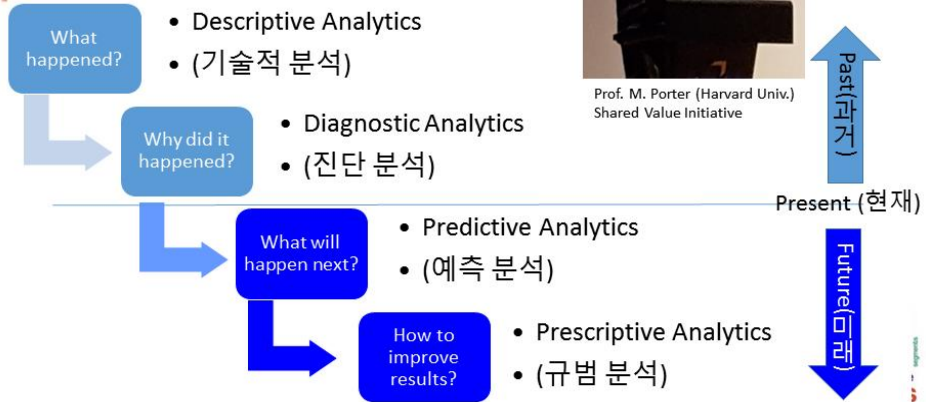 What
happened?
• Descriptive Analytics
• (기술적 분석)
Prof. M. Porter (Harvard Univ.)
Shared Value Initiative
Past(과거)
Why did it
happened?
• Diagnostic Analytics
• (진단 분석)
Present (현재)
What will
happen next?
• Predictive Analytics
• (예측 분석)
Future(미래)
How to
improve
results?
• Prescriptive Analytics
• (규범 분석)
segments